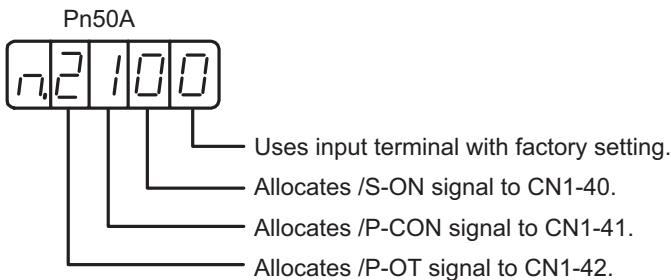 Pn50A
n.2100
Uses input terminal with factory setting.
Allocates /S-ON signal to CN1-40.
Allocates /P-CON signal to CN1-41.
Allocates /P-OT signal to CN1-42.